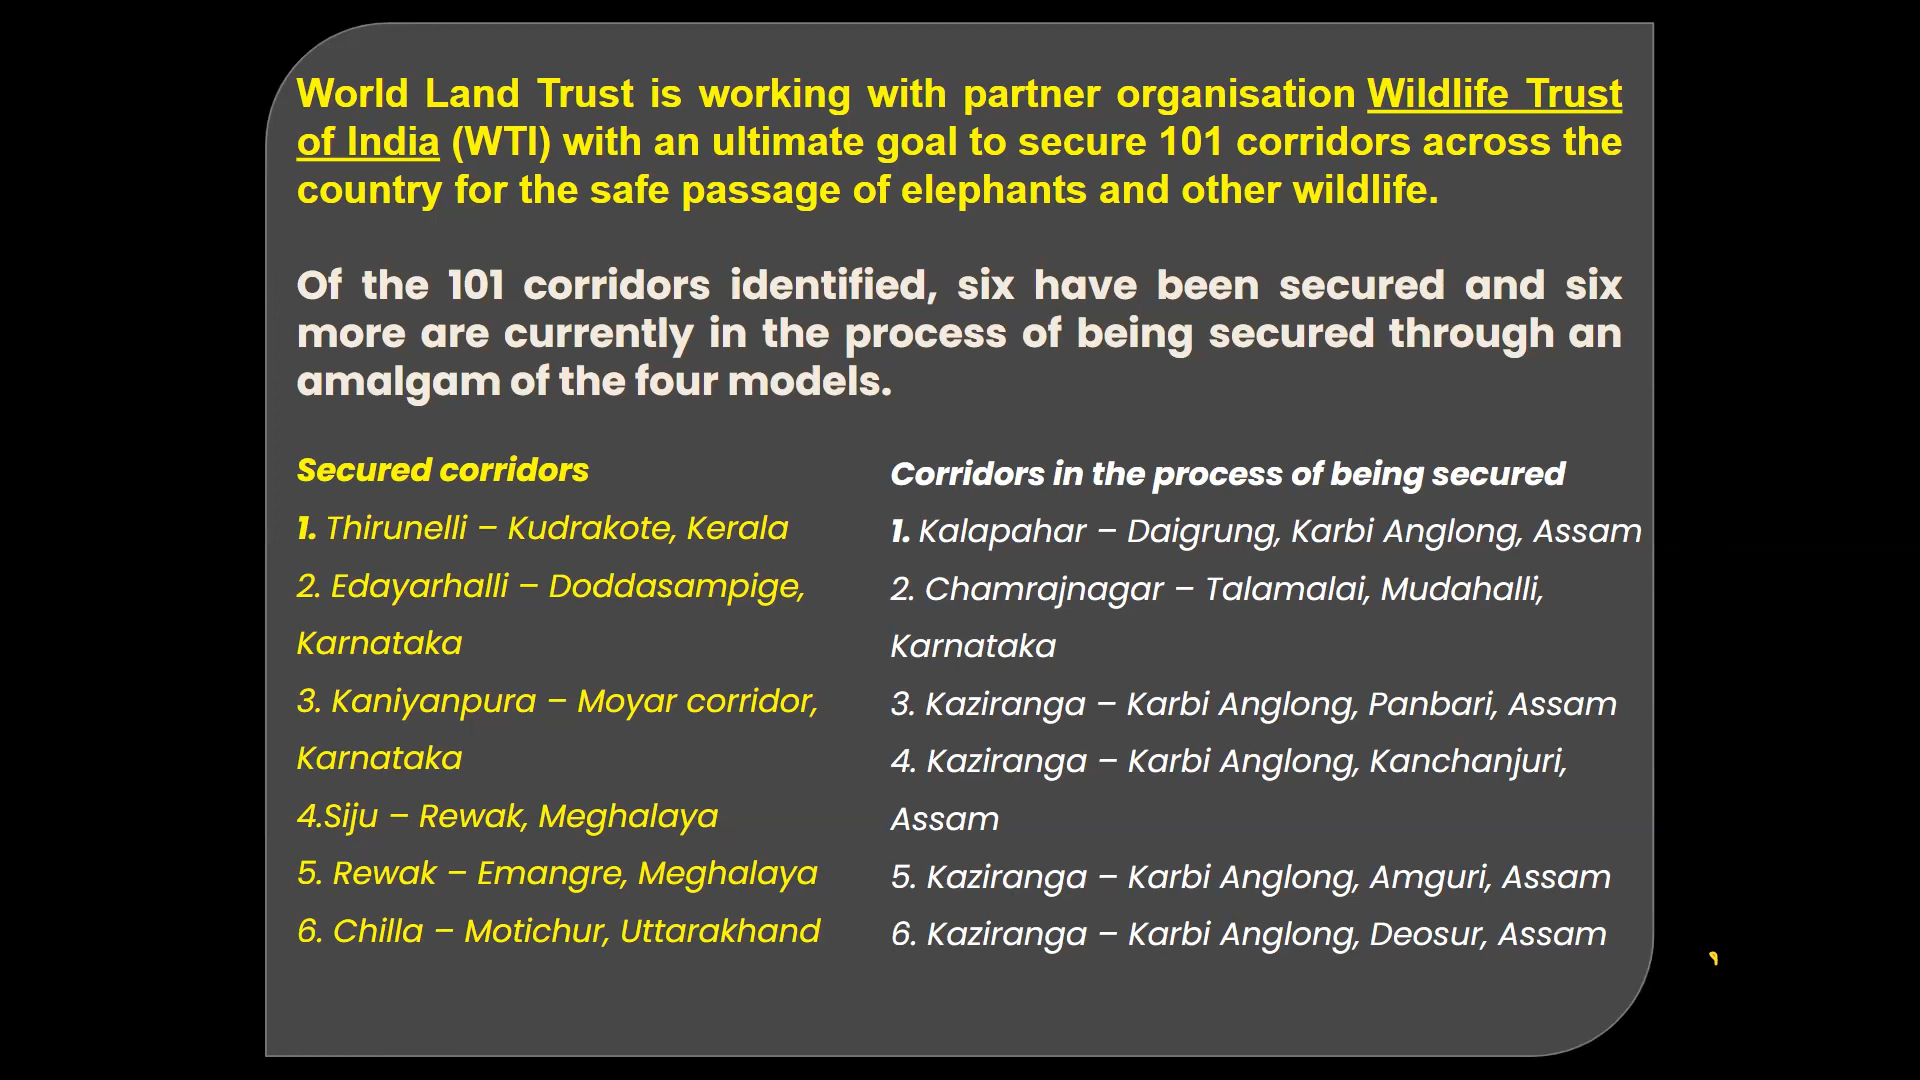 World Land Trust is working with partner organisation Wildlife Trust
of India (WTI) with an ultimate goal to secure 101 corridors across the
country for the safe passage of elephants and other wildlife.
Of the 101 corridors identified, six have been secured and six
more are currently in the process of being secured through an
amalgam of the four models.
Secured corridors
1. Thirunelli – Kudrakote, Kerala
2. Edayarhalli – Doddasampige,
Karnataka
3. Kaniyanpura – Moyar corridor,
Karnataka
4.Siju – Rewak, Meghalaya
5. Rewak – Emangre, Meghalaya
6. Chilla – Motichur, Uttarakhand
Corridors in the process of being secured
1. Kalapahar – Daigrung, Karbi Anglong, Assam
2. Chamrajnagar – Talamalai, Mudahalli,
Karnataka
3. Kaziranga – Karbi Anglong, Panbari, Assam
4. Kaziranga – Karbi Anglong, Kanchanjuri,
Assam
5. Kaziranga – Karbi Anglong, Amguri, Assam
6. Kaziranga – Karbi Anglong, Deosur, Assam